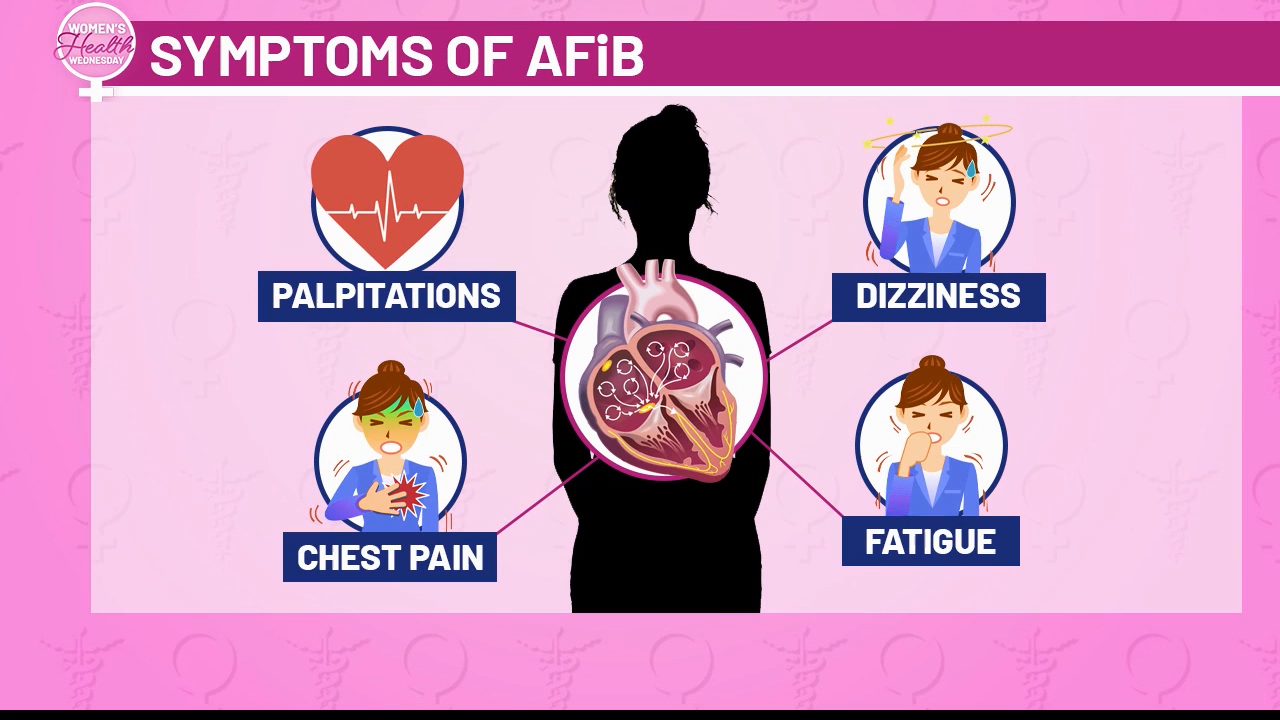 WOMEN'S
Health
WEDNESDAY
SYMPTOMS OF AFiB
PALPITATIONS
DIZZINESS
CHEST PAIN
FATIGUE